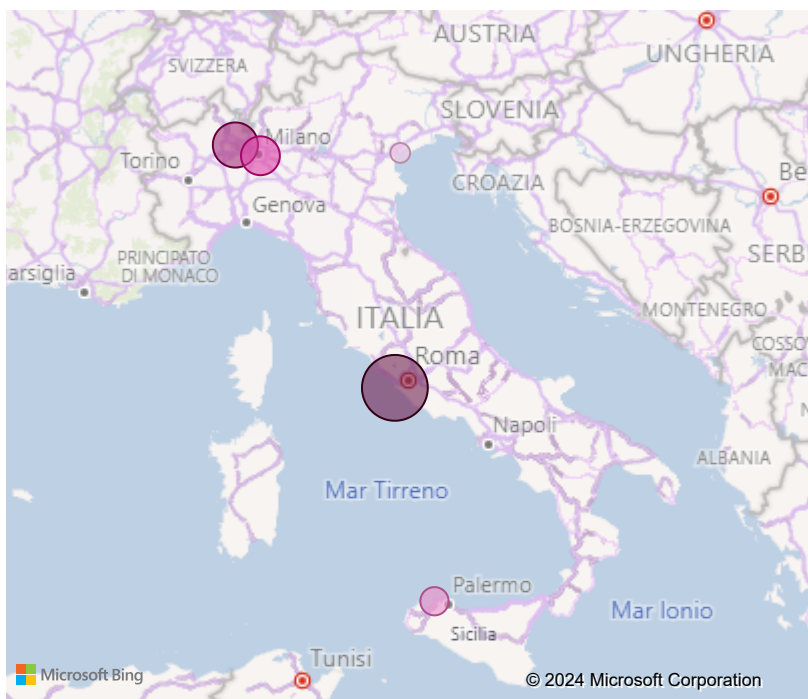 AUSTRIA
UNGHERIA
SVIZZERA
SLOVENIA
Milano
Torino
CROAZIA
Be
Genova
BOSNIA-ERZEGOVINA
PRINCIPATO
DI MONACO
SERB
arsiglia
MONTENEGRO
ITALIA
COSSO
Roma
MAC
Napoli
ALBANIA
Mar Tirreno
Palermo
Mar Ionio
Sicilia
Tunisi
Microsoft Bing
© 2024 Microsoft Corporation